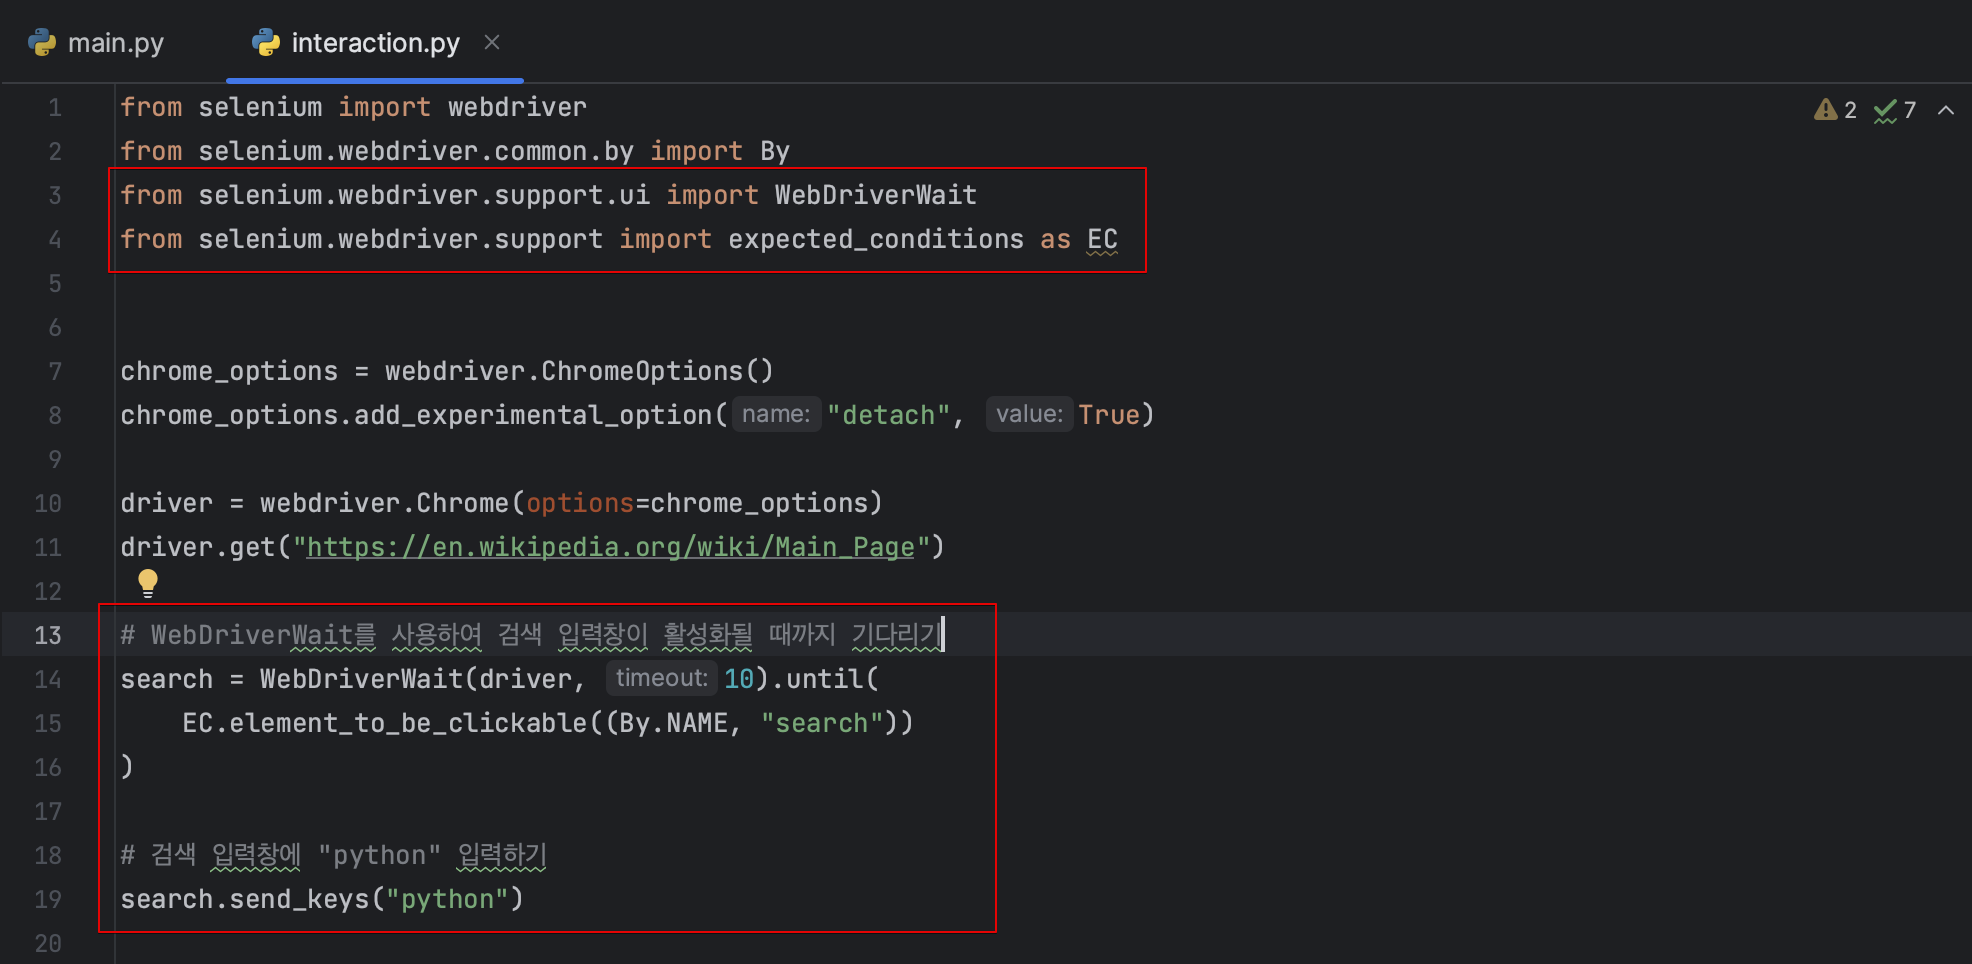 main.py interaction.py
2 7
1 from selenium import webdriver
2 from selenium.webdriver.common.by import By
3 from selenium.webdriver.support.ui import WebDriverWait
4 from selenium.webdriver.support import expected_conditions as EC
5
6
7 chrome_options = webdriver.ChromeOptions()
8 chrome_options.add_experimental_option( name: "detach", value: True)
9
10 driver = webdriver.Chrome(options=chrome_options)
11 driver.get("https://en.wikipedia.org/wiki/Main_Page")
12
13 # WebDriverWait를 사용하여 검색 입력창이 활성화될 때까지 기다리기
14 search = WebDriverWait(driver, timeout: 10).until(
15 EC.element_to_be_clickable((By.NAME, "search"))
16 )
17
18 # 검색 입력창에 "python" 입력하기
19 search.send_keys("python")
20